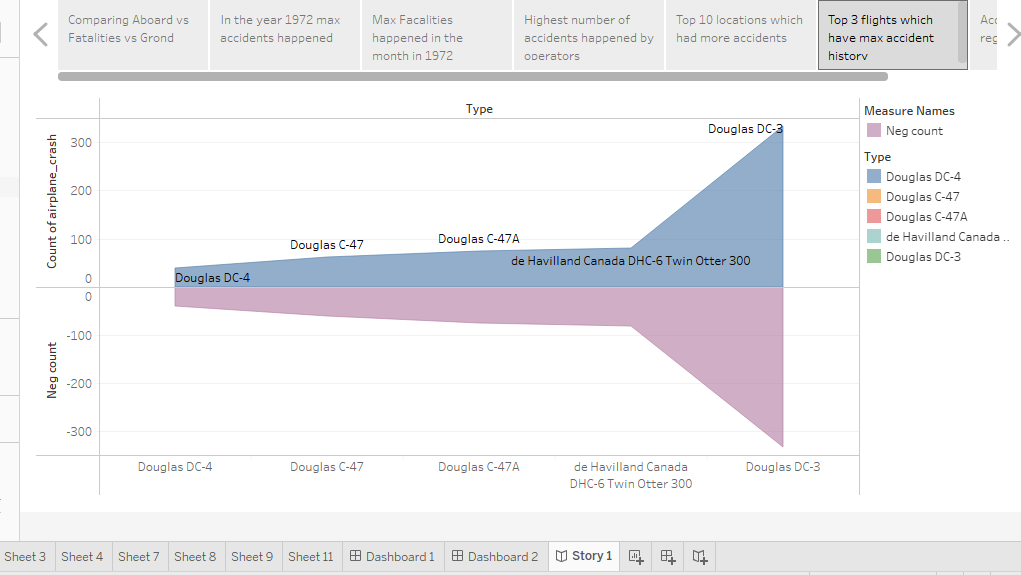 Comparing Aboard vs
Fatalities vs Grond
In the year 1972 max
accidents happened
Max Facalities
happened in the
month in 1972
Highest number of
accidents happened by
operators
Top 10 locations which
had more accidents
Top 3 flights which
have max accident
history
Type
Count of airplane_crash
300
200
100
0
Douglas DC-4
Douglas C-47
Douglas C-47A
de Havilland Canada DHC-6 Twin Otter 300
Douglas DC-3
Neg count
0
-100
-200
-300
Douglas DC-4
Douglas C-47
Douglas C-47A
de Havilland Canada
DHC-6 Twin Otter 300
Douglas DC-3
Measure Names
Neg count
Type
Douglas DC-4
Douglas C-47
Douglas C-47A
de Havilland Canada ..
Douglas DC-3
Sheet 3
Sheet 4
Sheet 7
Sheet 8
Sheet 9
Sheet 11
Dashboard 1
Dashboard 2
Story 1